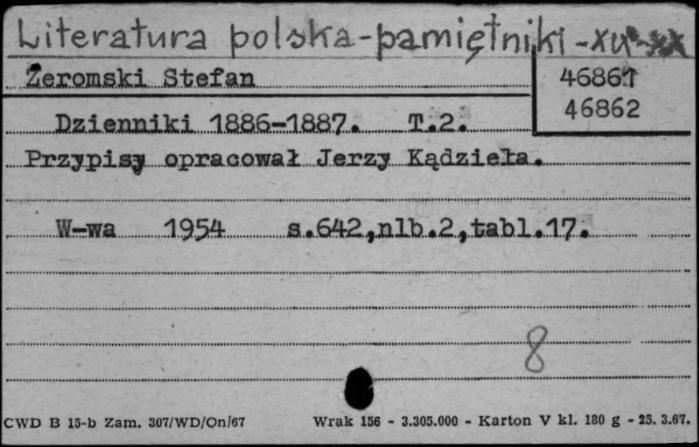 Literatura polska-pamiętniki-
Żeromski Stefan
46861
46862
Dzienniki 1886-1887. T.2.
Przypisy opracował Jerzy Kądziela.
W-wa 1954 s.642,nlb.2,tabl.17.
8
CWD B 15-b Zam. 307/WD/On/67 Wrak 156 - 3.305.000 - Karton V kl. 180 g - 25. 3.67.